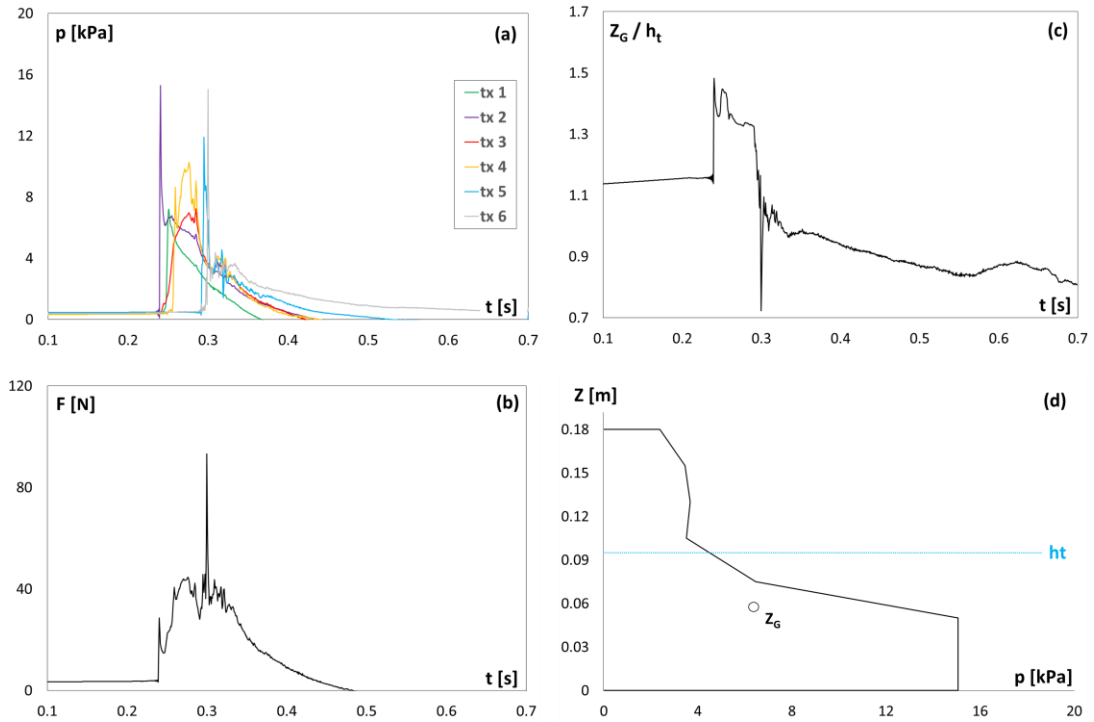 p [kPa]
(a)
20
16
12
8
4
0
tx 1
tx 2
tx 3
tx 4
tx 5
tx 6
t [s]
0.1 0.2 0.3 0.4 0.5 0.6 0.7
Z_G / h_t
(c)
1.7
1.5
1.3
1.1
0.9
0.7
t [s]
0.1 0.2 0.3 0.4 0.5 0.6 0.7
F [N]
(b)
120
80
40
0
t [s]
0.1 0.2 0.3 0.4 0.5 0.6 0.7
Z [m]
(d)
0.18
0.15
0.12
0.09
0.06
0.03
0
ht
Z_G
p [kPa]
0 4 8 12 16 20